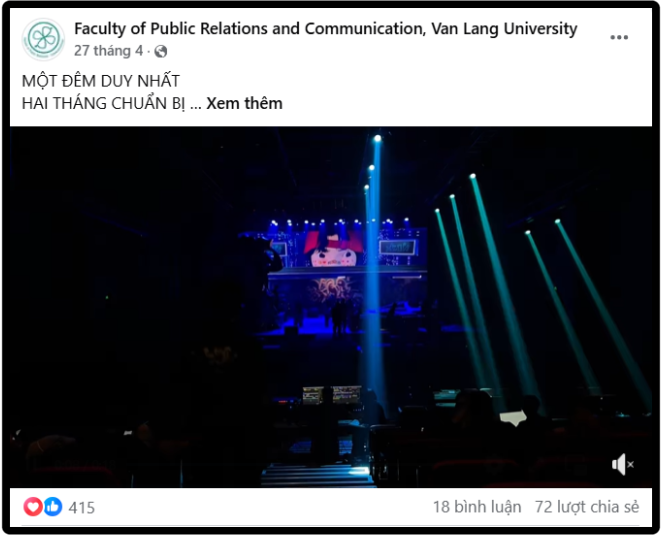 Faculty of Public Relations and Communication, Van Lang University
27 tháng 4 ·
MỘT ĐÊM DUY NHẤT
HAI THÁNG CHUẨN BỊ ... Xem thêm
415
18 bình luận 72 lượt chia sẻ